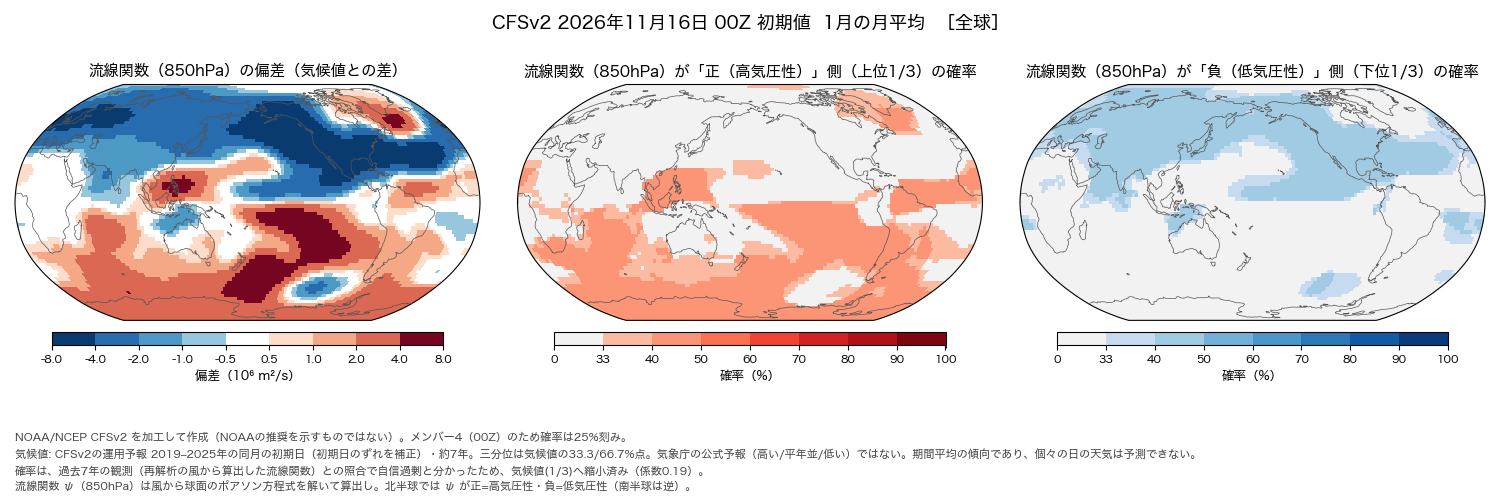 CFSv2 2026年11月16日 00Z 初期値 1月の月平均 ［全球］
流線関数（850hPa）の偏差（気候値との差）
流線関数（850hPa）が「正（高気圧性）」側（上位1/3）の確率
流線関数（850hPa）が「負（低気圧性）」側（下位1/3）の確率
-8.0 -4.0 -2.0 -1.0 -0.5 0.5 1.0 2.0 4.0 8.0
偏差（10⁶ m²/s）
0 33 40 50 60 70 80 90 100
確率（%）
0 33 40 50 60 70 80 90 100
確率（%）
NOAA/NCEP CFSv2 を加工して作成（NOAAの推奨を示すものではない）。メンバー4（00Z）のため確率は25%刻み。
気候値: CFSv2の運用予報 2019–2025年の同月の初期日（初期日のずれを補正）・約7年。三分位は気候値の33.3/66.7%点。気象庁の公式予報（高い/平年並/低い）ではない。期間平均の傾向であり、個々の日の天気は予測できない。
確率は、過去7年の観測（再解析の風から算出した流線関数）との照合で自信過剰と分かったため、気候値(1/3)へ縮小済み（係数0.19）。
流線関数 ψ（850hPa）は風から球面のポアソン方程式を解いて算出し。北半球では ψ が正=高気圧性・負=低気圧性（南半球は逆）。